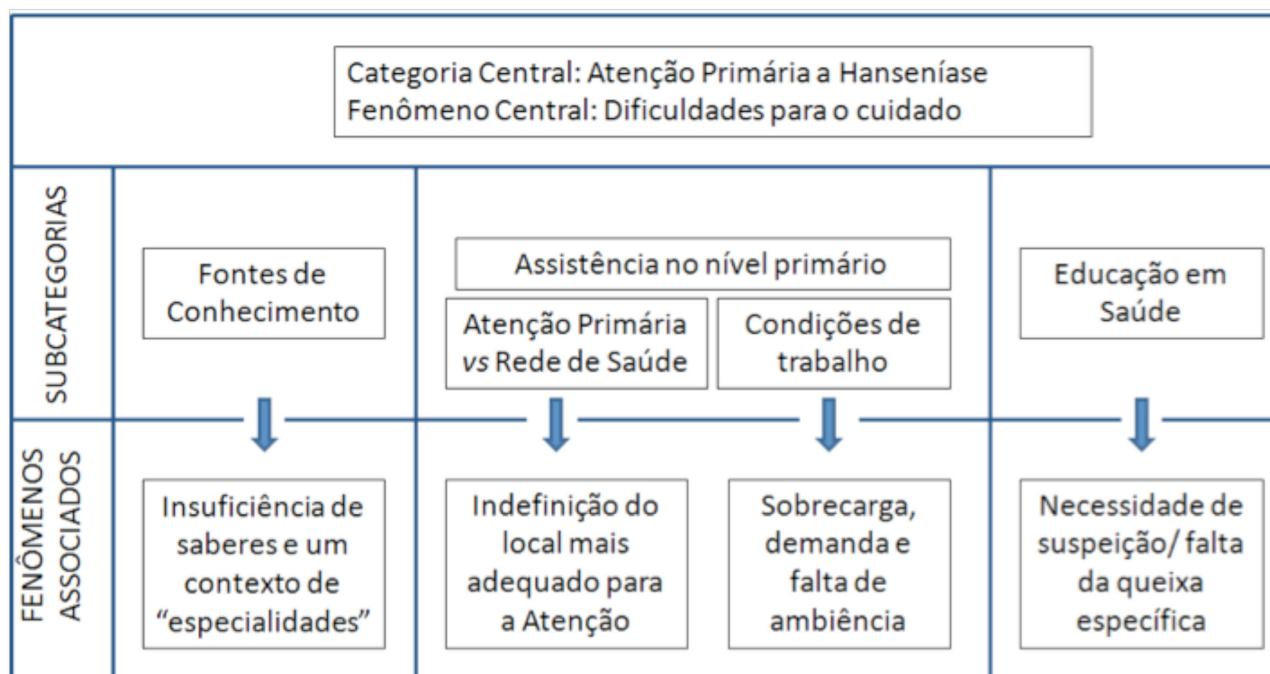 Categoria Central: Atenção Primária a Hanseníase
Fenômeno Central: Dificuldades para o cuidado
SUBCATEGORIAS
Fontes de
Conhecimento
Assistência no nível primário
Atenção Primária
vs Rede de Saúde
Condições de
trabalho
Educação em
Saúde
FENÔMENOS
ASSOCIADOS
Insuficiência de
saberes e um
contexto de
“especialidades”
Indefinição do
local mais
adequado para
a Atenção
Sobrecarga,
demanda e
falta de
ambiência
Necessidade de
suspeição/ falta
da queixa
específica